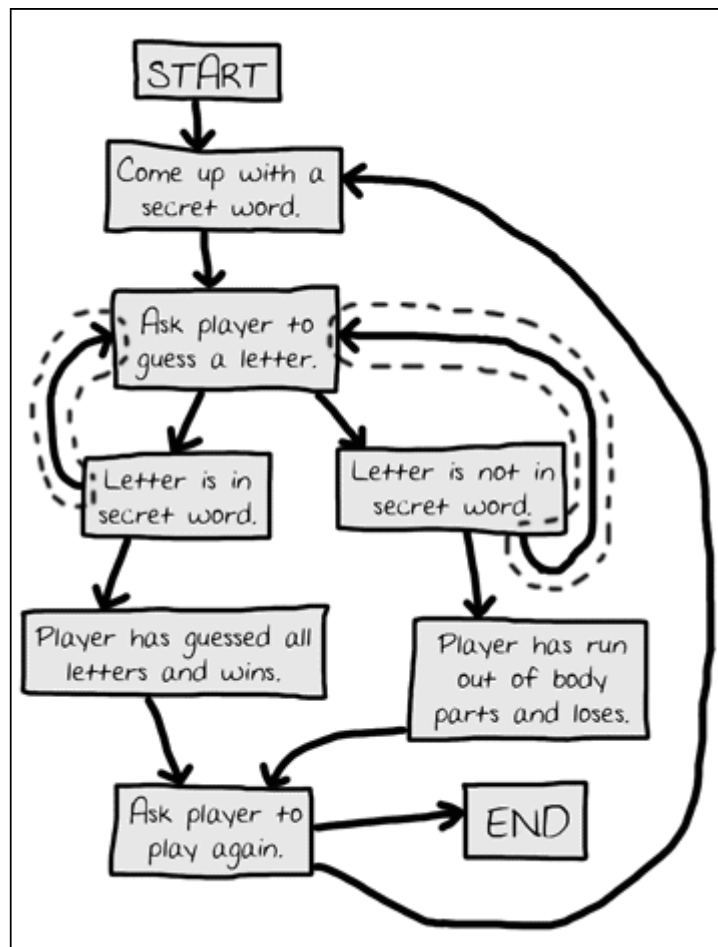 START
Come up with a
secret word.
Ask player to
guess a letter.
Letter is in
secret word.
Letter is not in
secret word.
Player has guessed all
letters and wins.
Player has run
out of body
parts and loses.
Ask player to
play again.
END